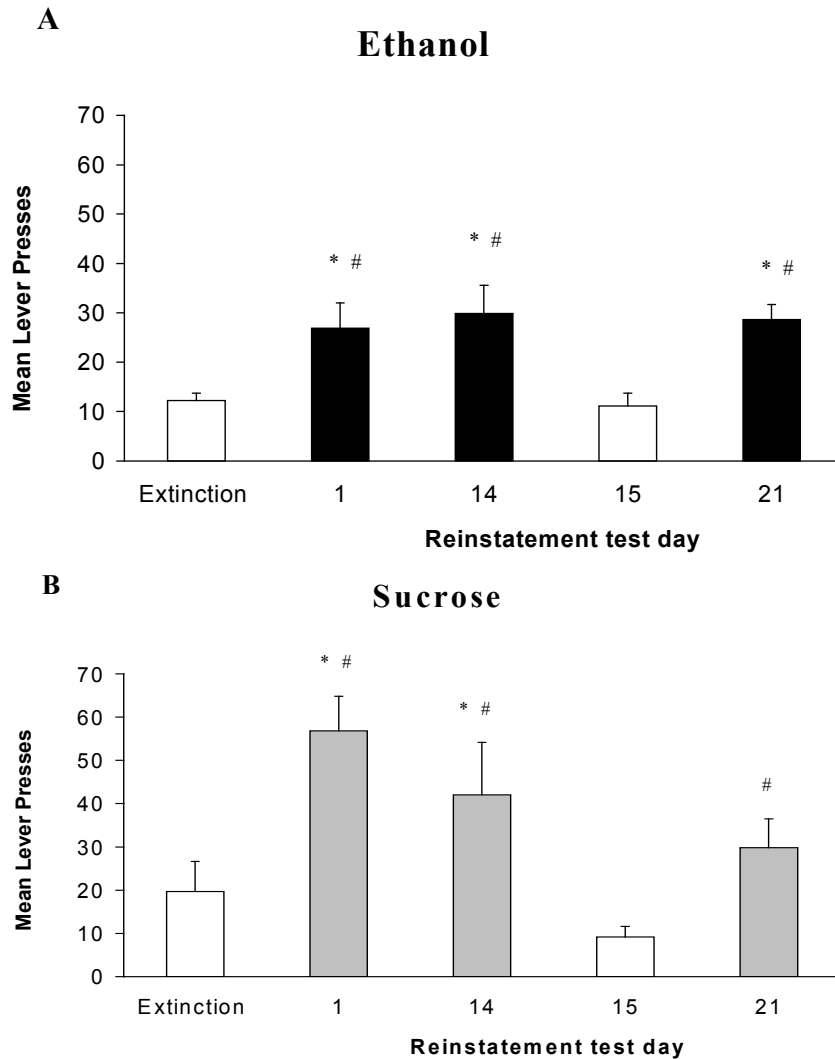 A
Ethanol
70
60
50
40
30
20
10
0
Mean Lever Presses
* #
* #
* #
Extinction 1 14 15 21
Reinstatement test day
B
Sucrose
70
60
50
40
30
20
10
0
Mean Lever Presses
* #
* #
#
Extinction 1 14 15 21
Reinstatement test day